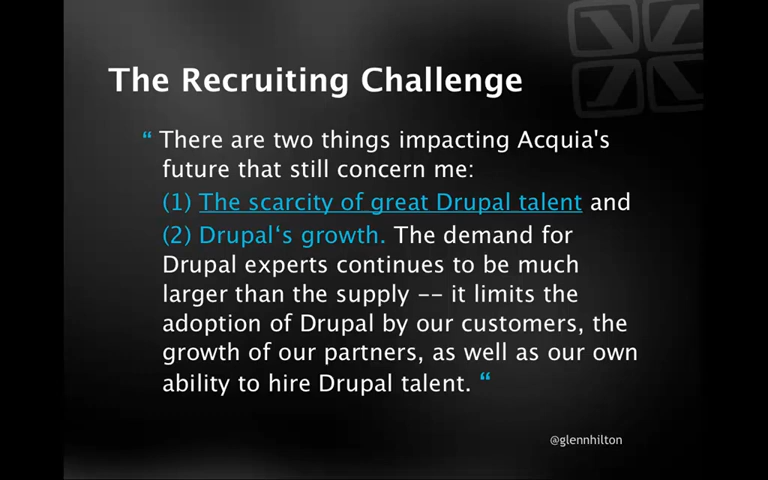 The Recruiting Challenge
“ There are two things impacting Acquia's
future that still concern me:
(1) The scarcity of great Drupal talent and
(2) Drupal‘s growth. The demand for
Drupal experts continues to be much
larger than the supply -- it limits the
adoption of Drupal by our customers, the
growth of our partners, as well as our own
ability to hire Drupal talent. “
@glennhilton